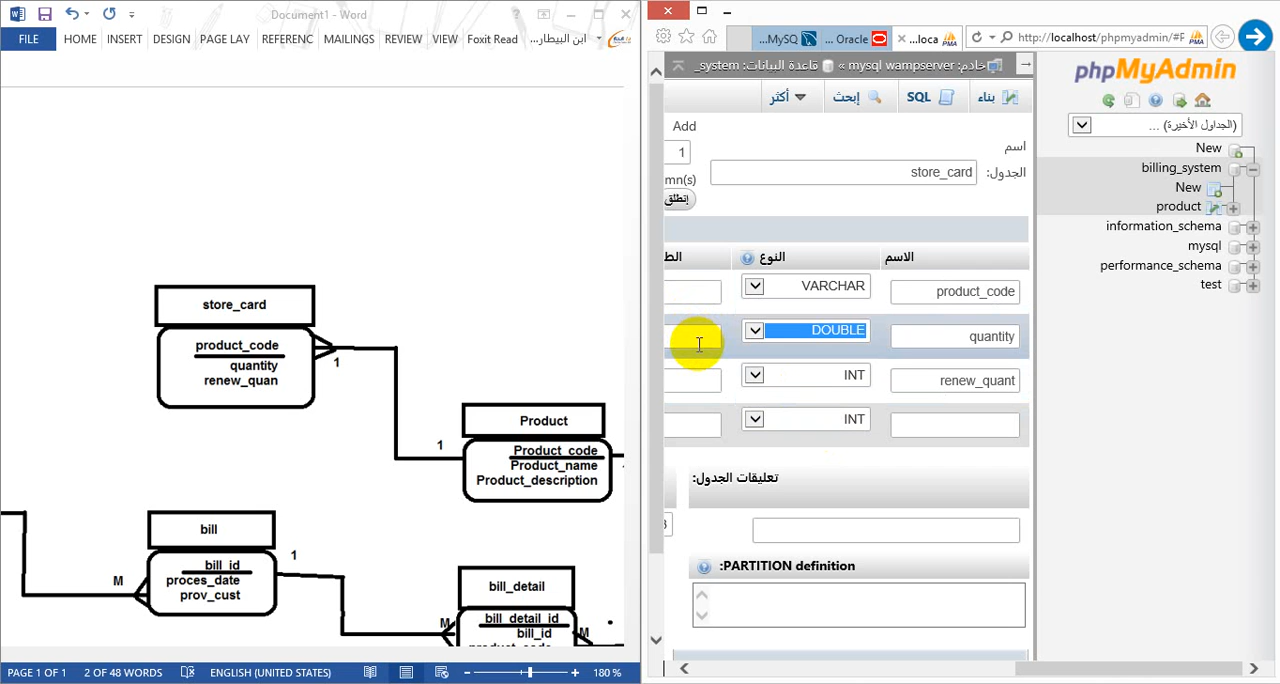 Document1 - Word
FILE HOME INSERT DESIGN PAGE LAY REFERENC MAILINGS REVIEW VIEW Foxit Read ابن البيطار...
store_card
product_code
quantity
renew_quan
1
1
Product
Product_code
Product_name
Product_description
bill
bill_id
proces_date
prov_cust
M
1
bill_detail
bill_detail_id
bill_id
M
M
PAGE 1 OF 1 2 OF 48 WORDS ENGLISH (UNITED STATES) 180 %
...MySQ ... Oracle ...loca http://localhost/phpmyadmin/#F
خادم: mysql wampserver » قاعدة البيانات: system_
بناء SQL إبحث أكثر
Add
1
mn(s)
إنطلق
اسم
الجدول: store_card
الاسم النوع الط
product_code VARCHAR
quantity DOUBLE
renew_quant INT
INT
تعليقات الجدول:
PARTITION definition:
phpMyAdmin
(الجداول الأخيرة) ...
New
billing_system
New
product
information_schema
mysql
performance_schema
test